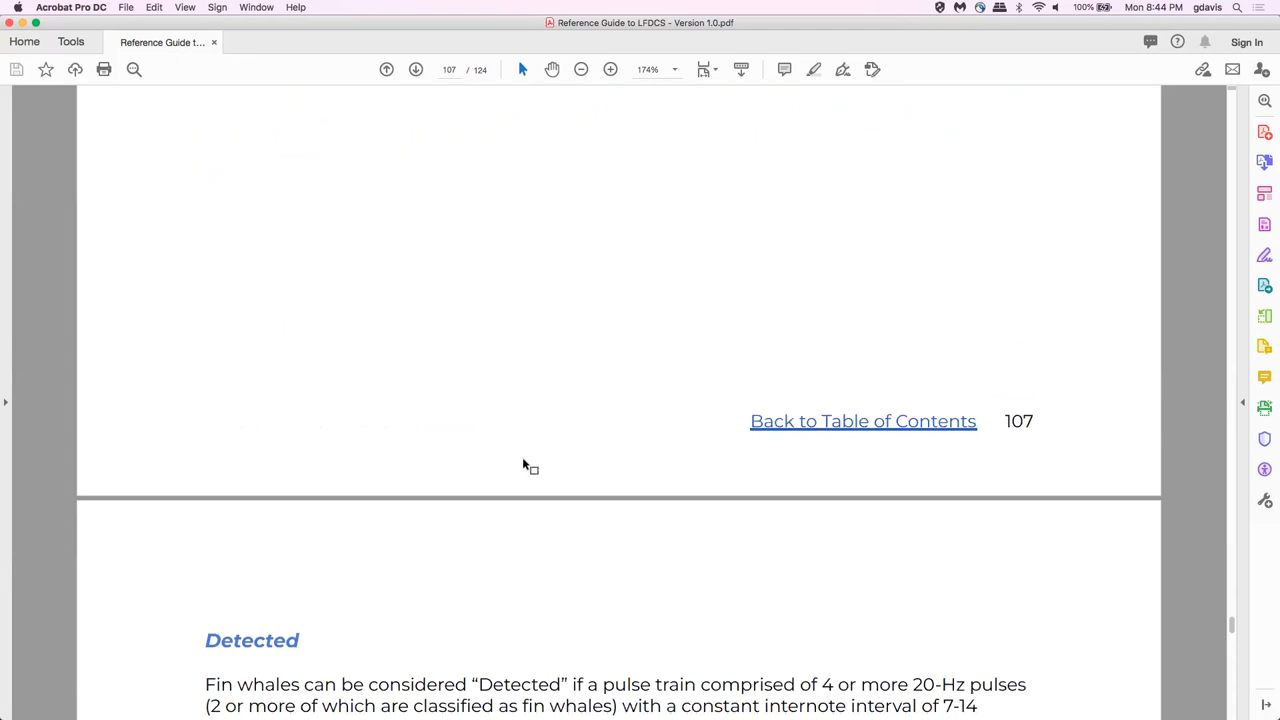 Acrobat Pro DC File Edit View Sign Window Help 100% Mon 8:44 PM gdavis
Reference Guide to LFDCS - Version 1.0.pdf
Home Tools Reference Guide t... × Sign In
107 / 124 174%
Back to Table of Contents 107
Detected
Fin whales can be considered “Detected” if a pulse train comprised of 4 or more 20-Hz pulses
(2 or more of which are classified as fin whales) with a constant internote interval of 7-14